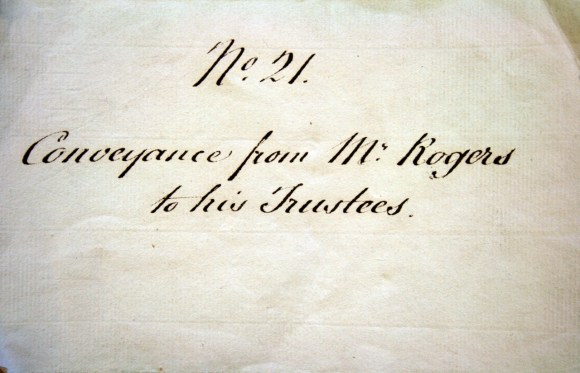 No. 21.
Conveyance from Mr. Rogers
to his Trustees.